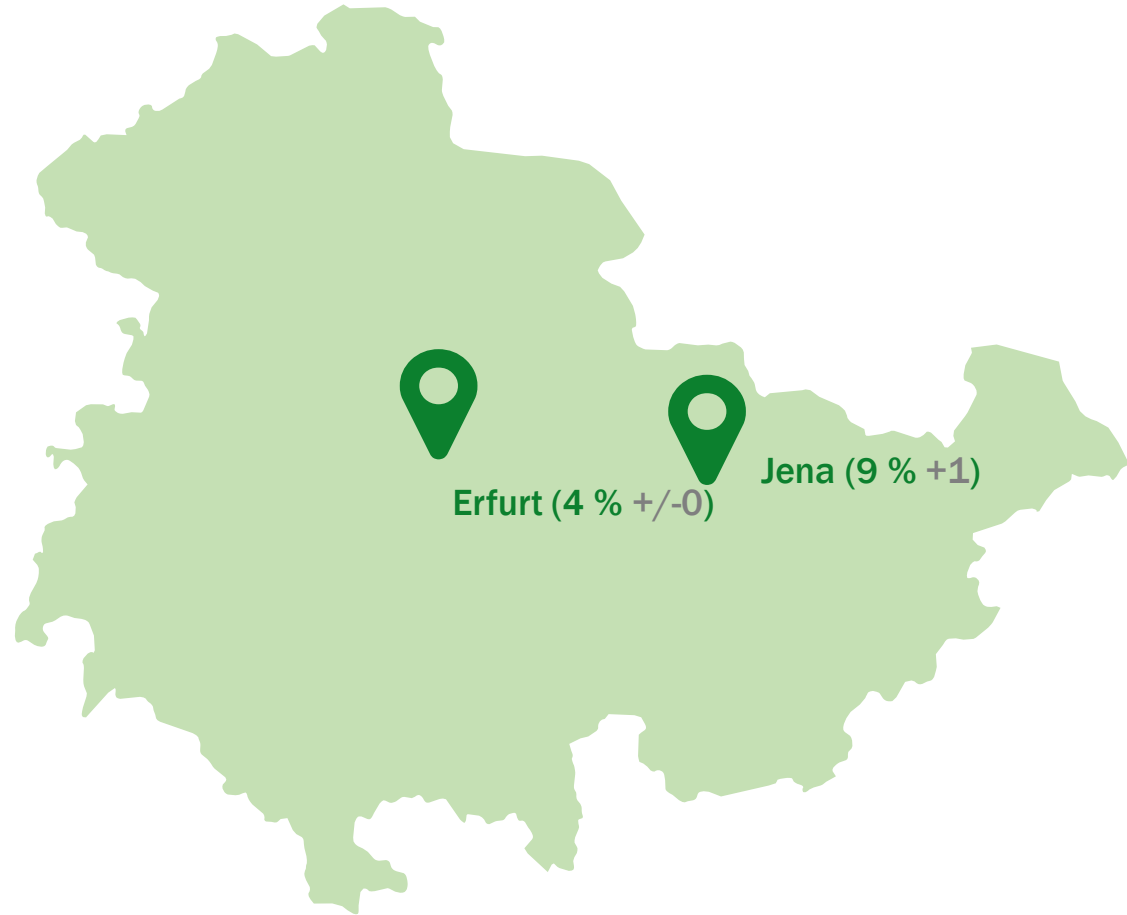 Jena (9 % +1)
Erfurt (4 % +/-0)